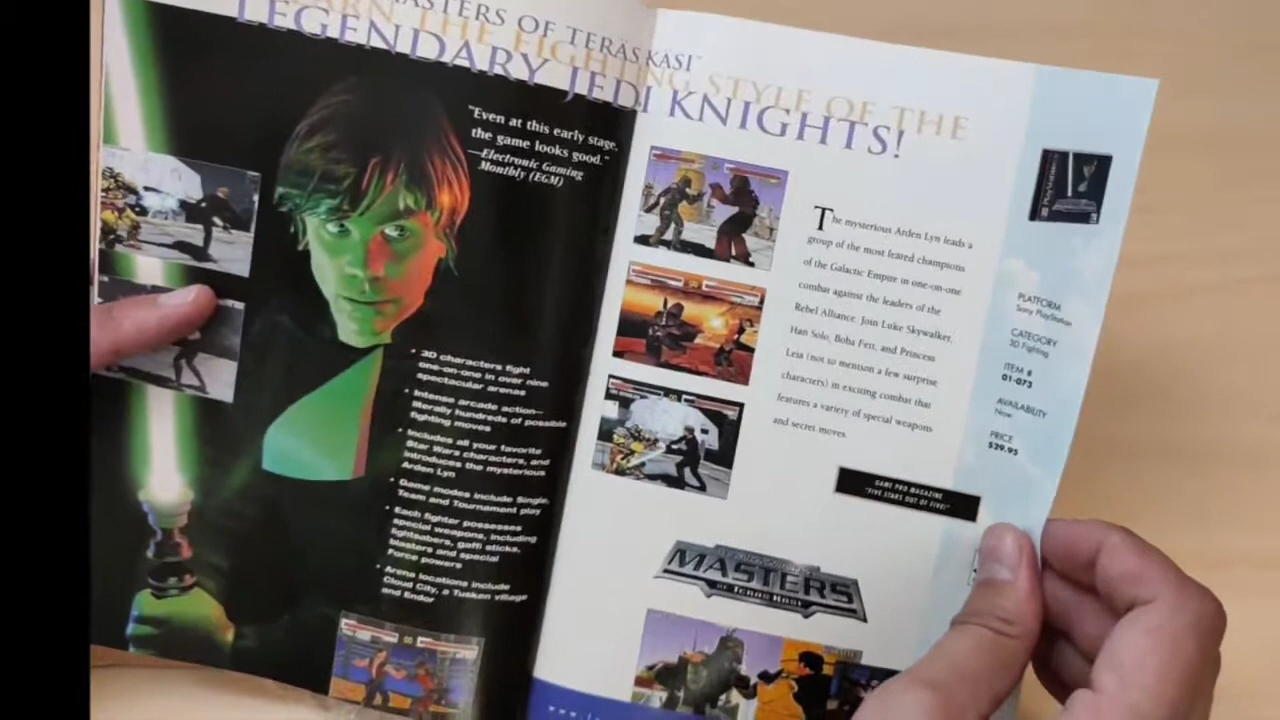 MASTERS OF TERÄS KÄSI™
LEARN THE FIGHTING STYLE OF THE
LEGENDARY JEDI KNIGHTS!
"Even at this early stage,
the game looks good."
—Electronic Gaming
Monthly (EGM)
• 3D characters fight
one-on-one in over nine
spectacular arenas
• Intense arcade action—
literally hundreds of possible
fighting moves
• Includes all your favorite
Star Wars characters, and
introduces the mysterious
Arden Lyn
• Game modes include Single,
Team and Tournament play
• Each fighter possesses
special weapons, including
lightsabers, gaffi sticks,
blasters and special
Force powers
• Arena locations include
Cloud City, a Tusken village
and Endor
The mysterious Arden Lyn leads a
group of the most feared champions
of the Galactic Empire in one-on-one
combat against the leaders of the
Rebel Alliance. Join Luke Skywalker,
Han Solo, Boba Fett, and Princess
Leia (not to mention a few surprise
characters) in exciting combat that
features a variety of special weapons
and secret moves.
GAME PRO MAGAZINE
"FIVE STARS OUT OF FIVE!"
MASTERS
OF TERÄS KÄSI
PlayStation
PLATFORM
Sony PlayStation
CATEGORY
3D Fighting
ITEM #
01-073
AVAILABILITY
Now
PRICE
$29.95